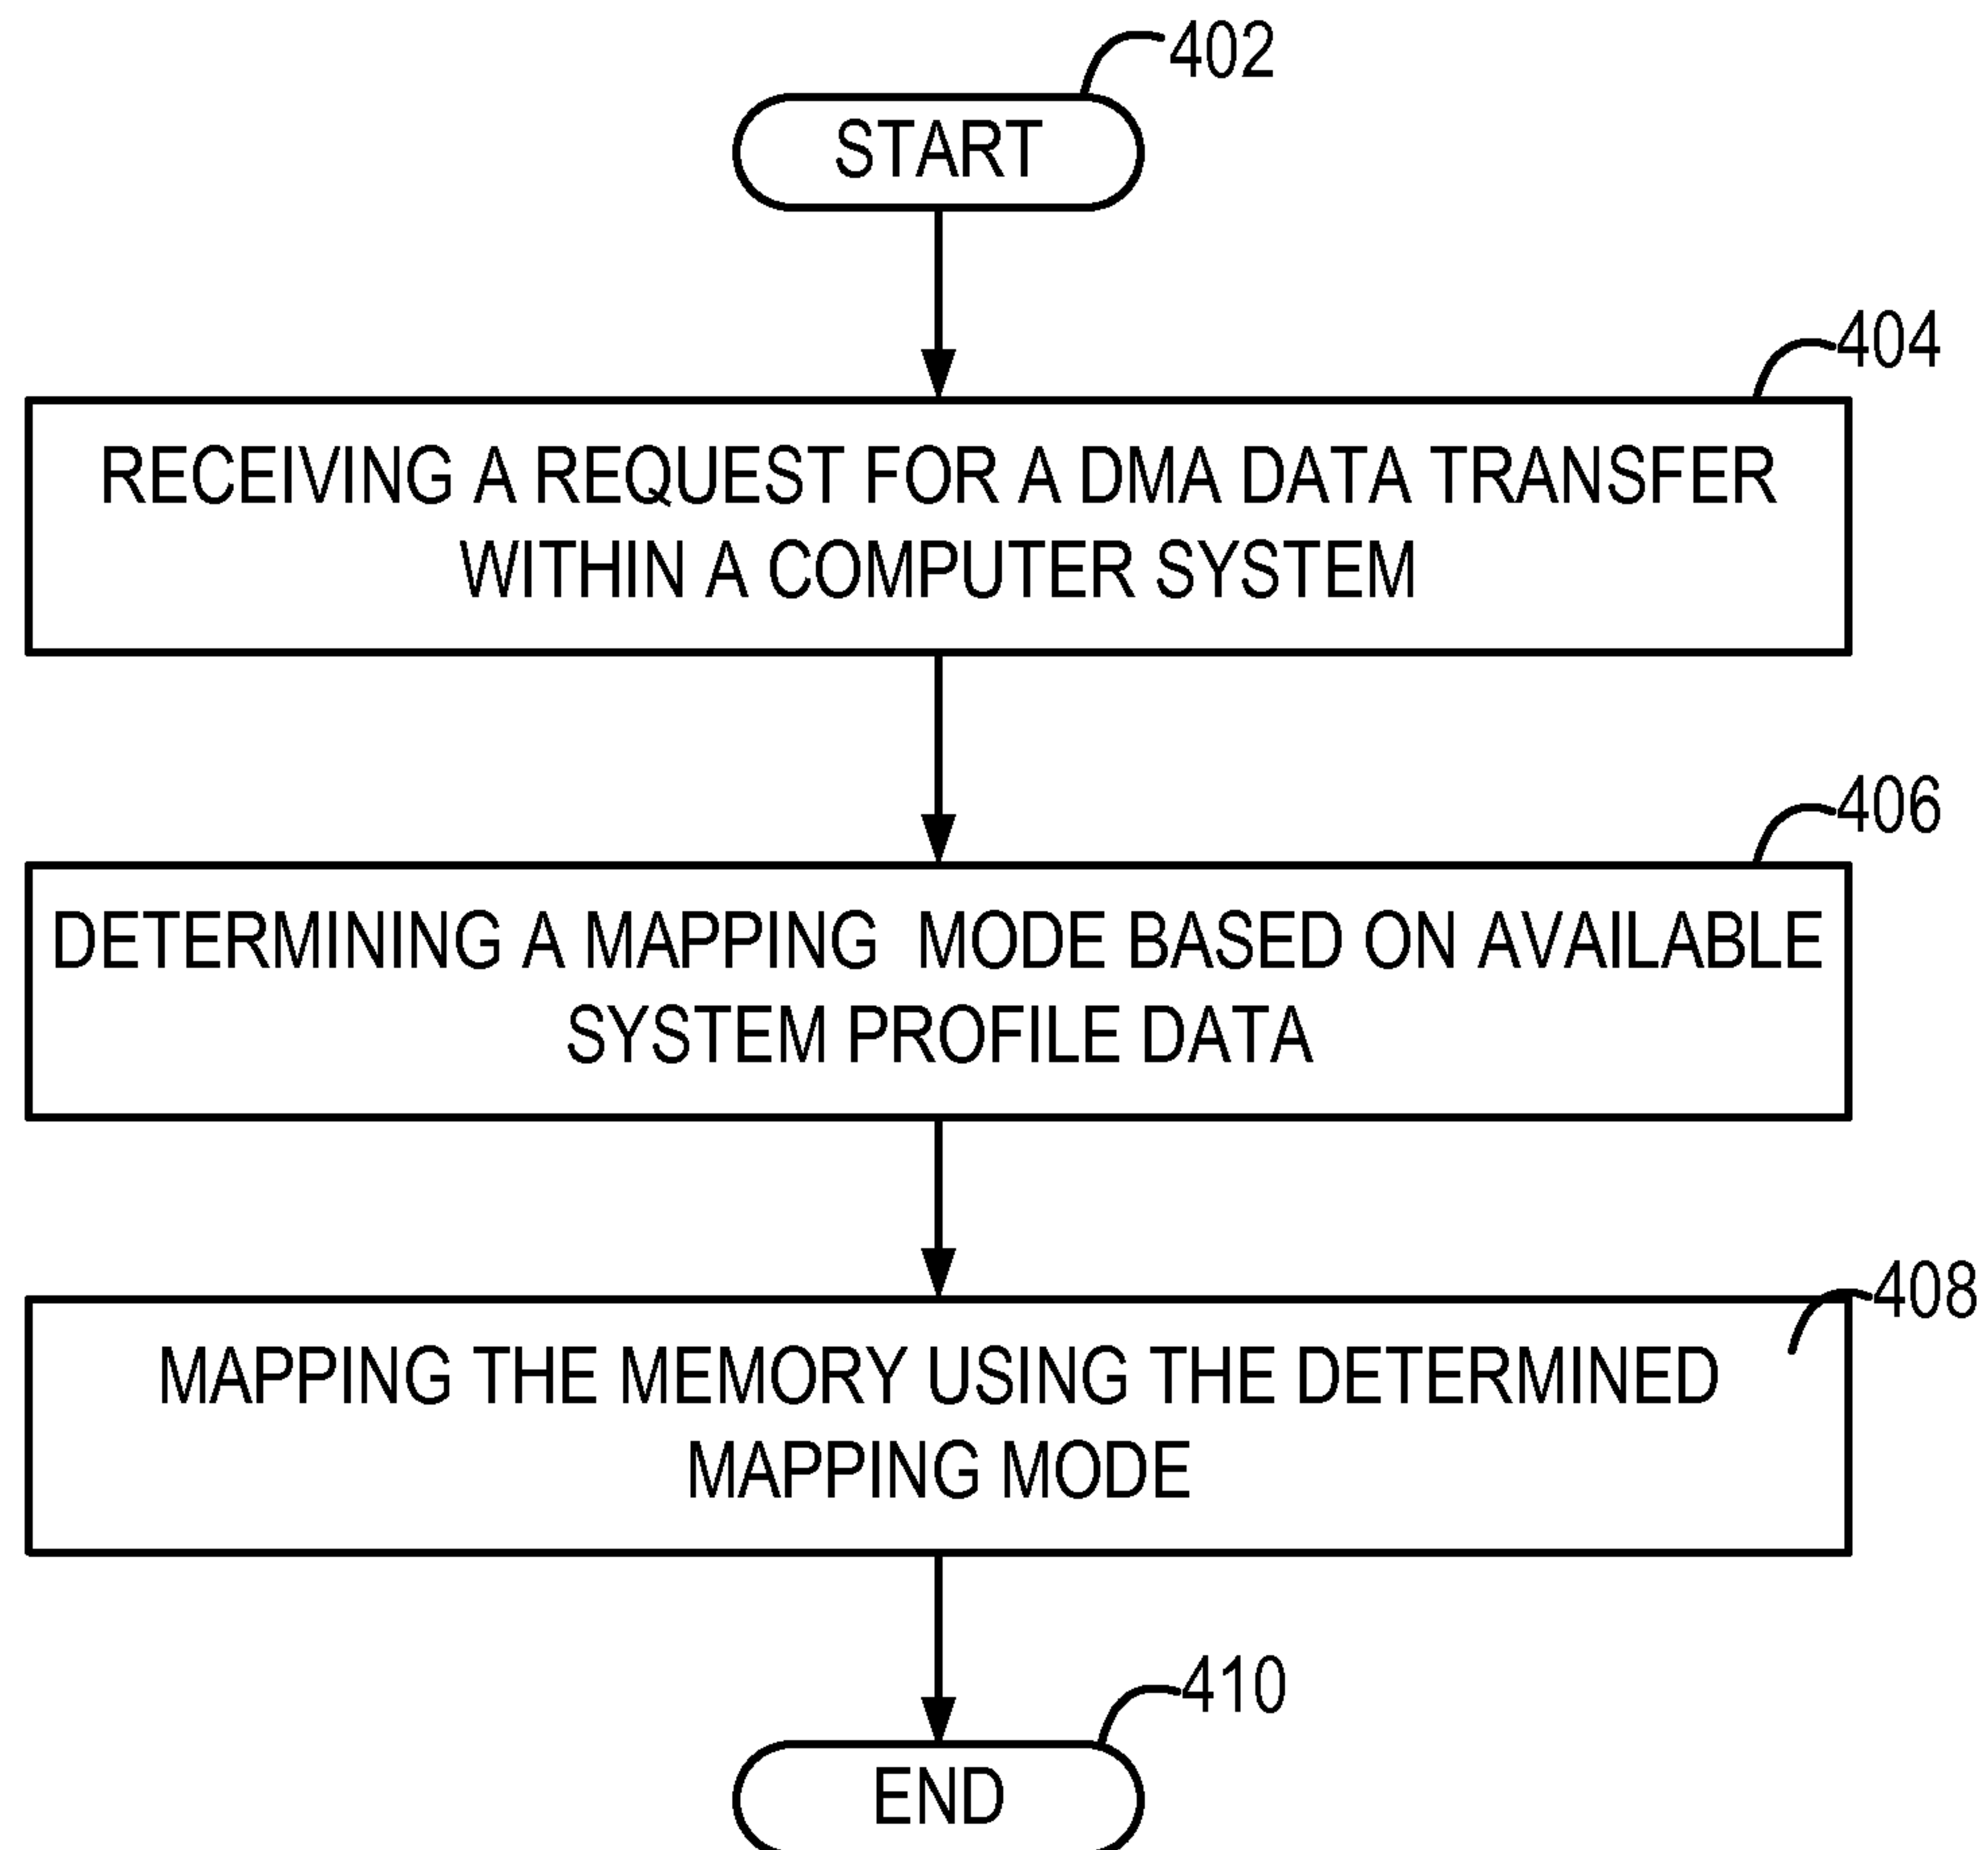 402
START
404
RECEIVING A REQUEST FOR A DMA DATA TRANSFER
WITHIN A COMPUTER SYSTEM
406
DETERMINING A MAPPING MODE BASED ON AVAILABLE
SYSTEM PROFILE DATA
408
MAPPING THE MEMORY USING THE DETERMINED
MAPPING MODE
410
END